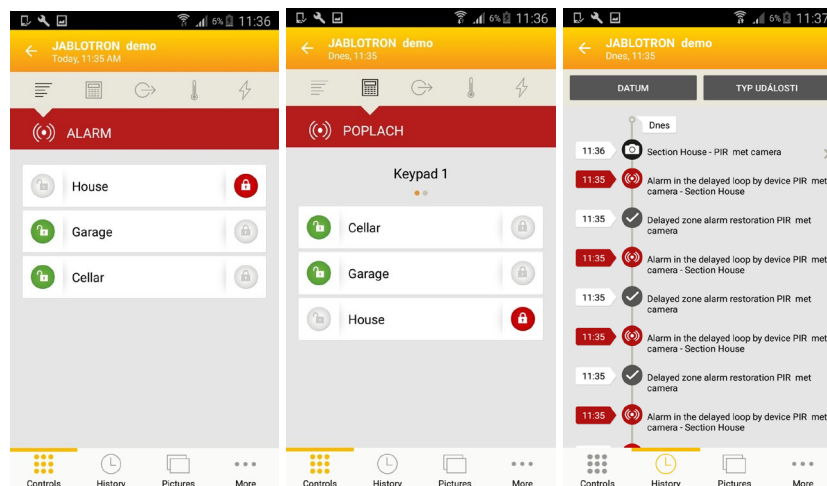 6% 11:36
JABLOTRON demo
Today, 11:35 AM
ALARM
House
Garage
Cellar
Controls History Pictures More
6% 11:36
JABLOTRON demo
Dnes, 11:35
POPLACH
Keypad 1
Cellar
Garage
House
Controls History Pictures More
6% 11:37
JABLOTRON demo
Dnes, 11:35
DATUM TYP UDÁLOSTI
Dnes
11:36 Section House - PIR met camera
11:35 Alarm in the delayed loop by device PIR met
camera - Section House
11:35 Delayed zone alarm restoration PIR met
camera
11:35 Alarm in the delayed loop by device PIR met
camera - Section House
11:35 Delayed zone alarm restoration PIR met
camera
11:35 Alarm in the delayed loop by device PIR met
camera - Section House
11:35 Delayed zone alarm restoration PIR met
camera
11:35 Alarm in the delayed loop by device PIR met
camera - Section House
Controls History Pictures More